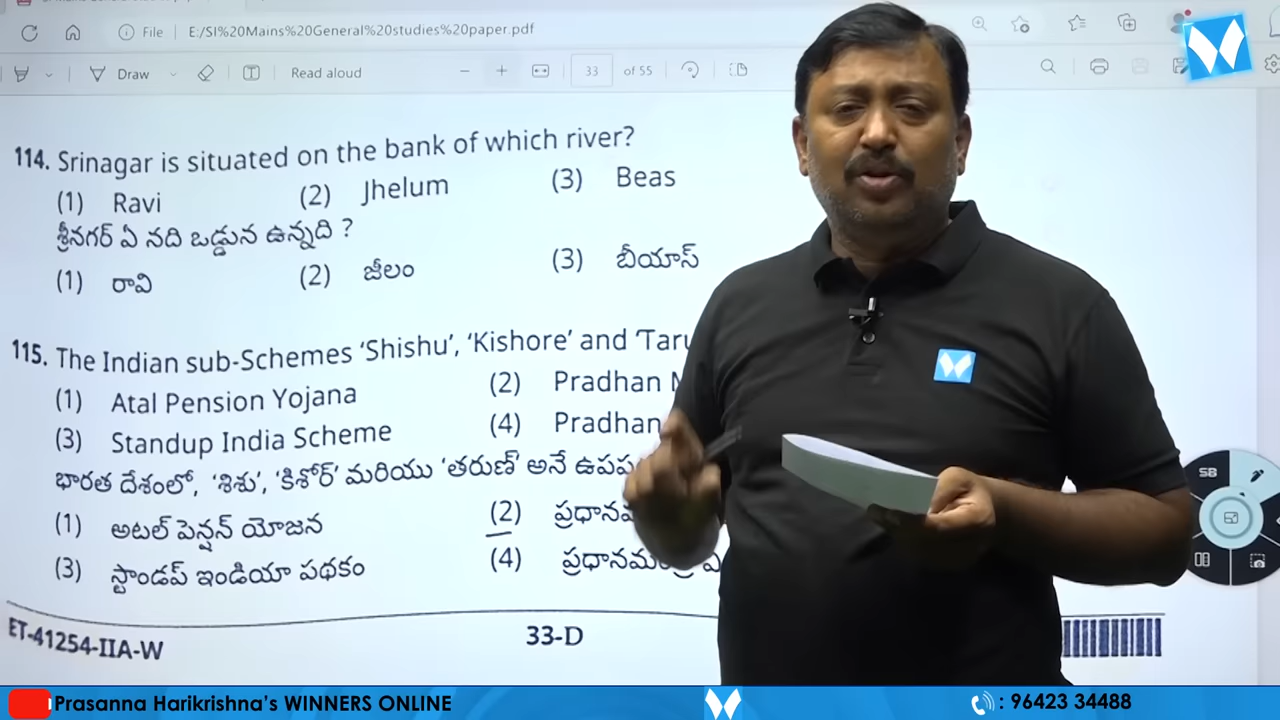 File E:/SI%20Mains%20General%20studies%20paper.pdf
Draw Read aloud 33 of 55
114. Srinagar is situated on the bank of which river?
(1) Ravi (2) Jhelum (3) Beas
శ్రీనగర్ ఏ నది ఒడ్డున ఉన్నది ?
(1) రావి (2) జీలం (3) బీయాస్
115. The Indian sub-Schemes ‘Shishu’, ‘Kishore’ and
(1) Atal Pension Yojana (2) Pradhan
(3) Standup India Scheme (4) Pradhan
భారత దేశంలో, ‘శిశు’, ‘కిశోర్’ మరియు ‘తరుణ్’ అనే
(1) అటల్ పెన్షన్ యోజన (2)
(3) స్టాండప్ ఇండియా పథకం (4)
ET-41254-IIA-W 33-D
SB
Prasanna Harikrishna’s WINNERS ONLINE : 96423 34488